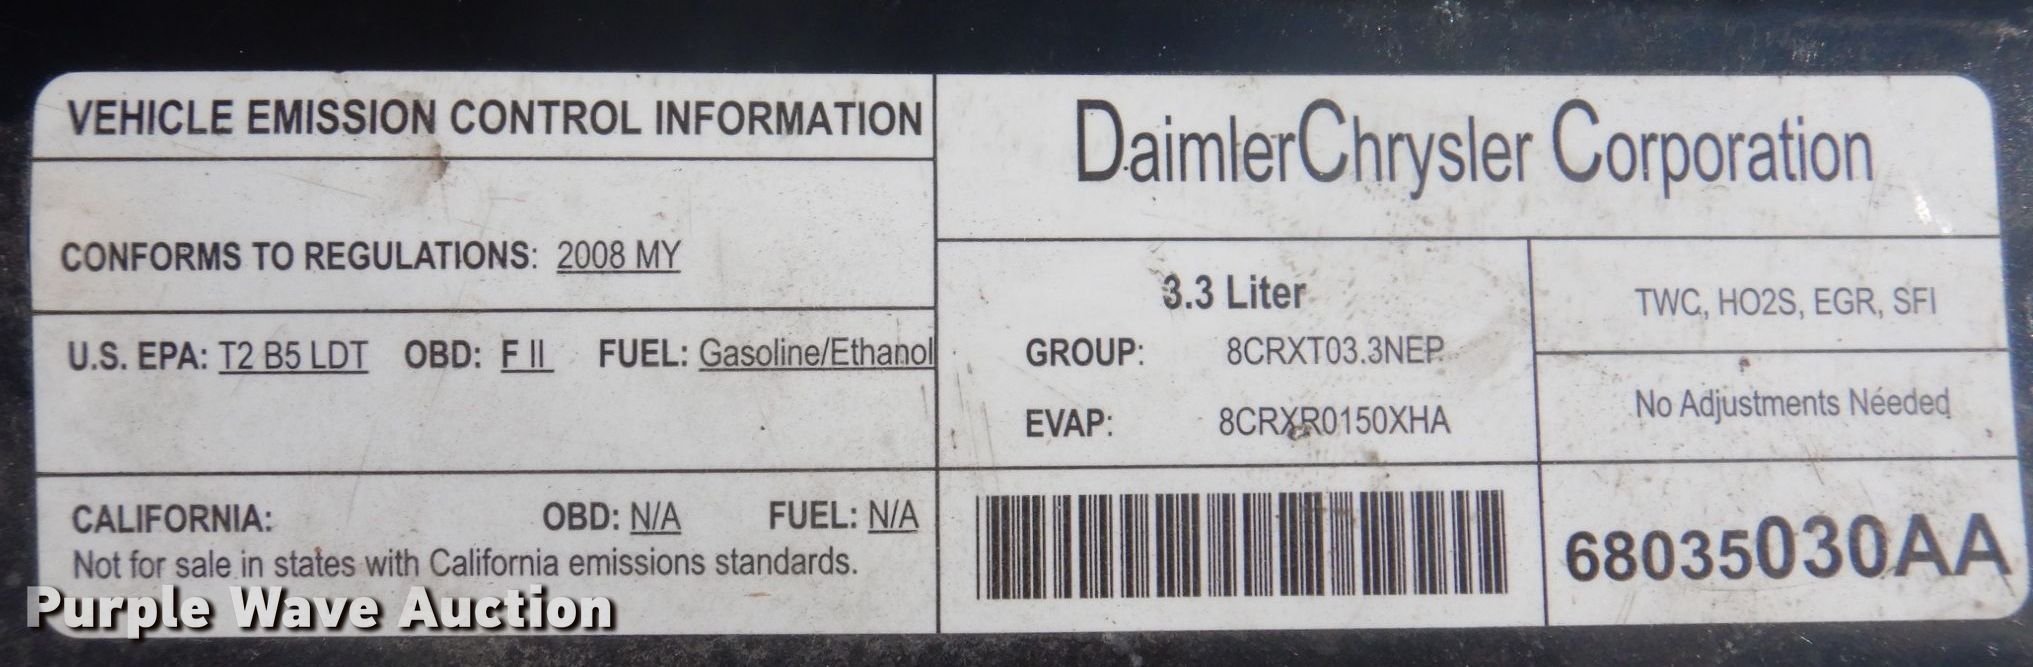 VEHICLE EMISSION CONTROL INFORMATION
CONFORMS TO REGULATIONS: 2008 MY
U.S. EPA: T2 B5 LDT OBD: F II FUEL: Gasoline/Ethanol
CALIFORNIA: OBD: N/A FUEL: N/A
Not for sale in states with California emissions standards.
DaimlerChrysler Corporation
3.3 Liter
GROUP: 8CRXT03.3NEP
EVAP: 8CRXR0150XHA
TWC, HO2S, EGR, SFI
No Adjustments Needed
68035030AA
Purple Wave Auction